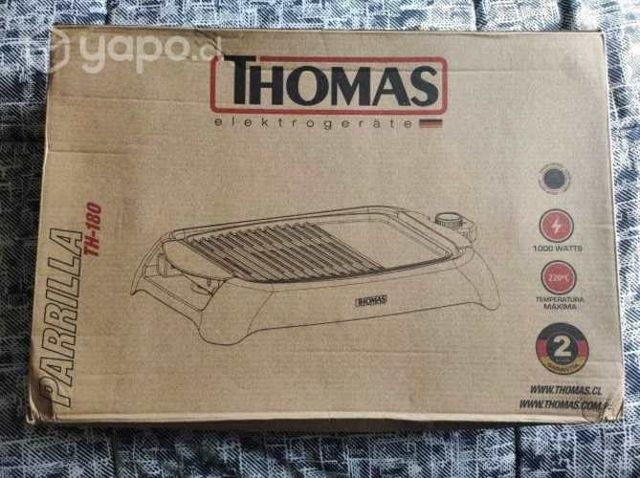 yapo.cl
THOMAS
elektrogeräte
PARRILLA
TH-180
1000 WATTS
220°C
TEMPERATURA
MÁXIMA
THOMAS
2
GARANTÍA
WWW.THOMAS.CL
WWW.THOMAS.COM